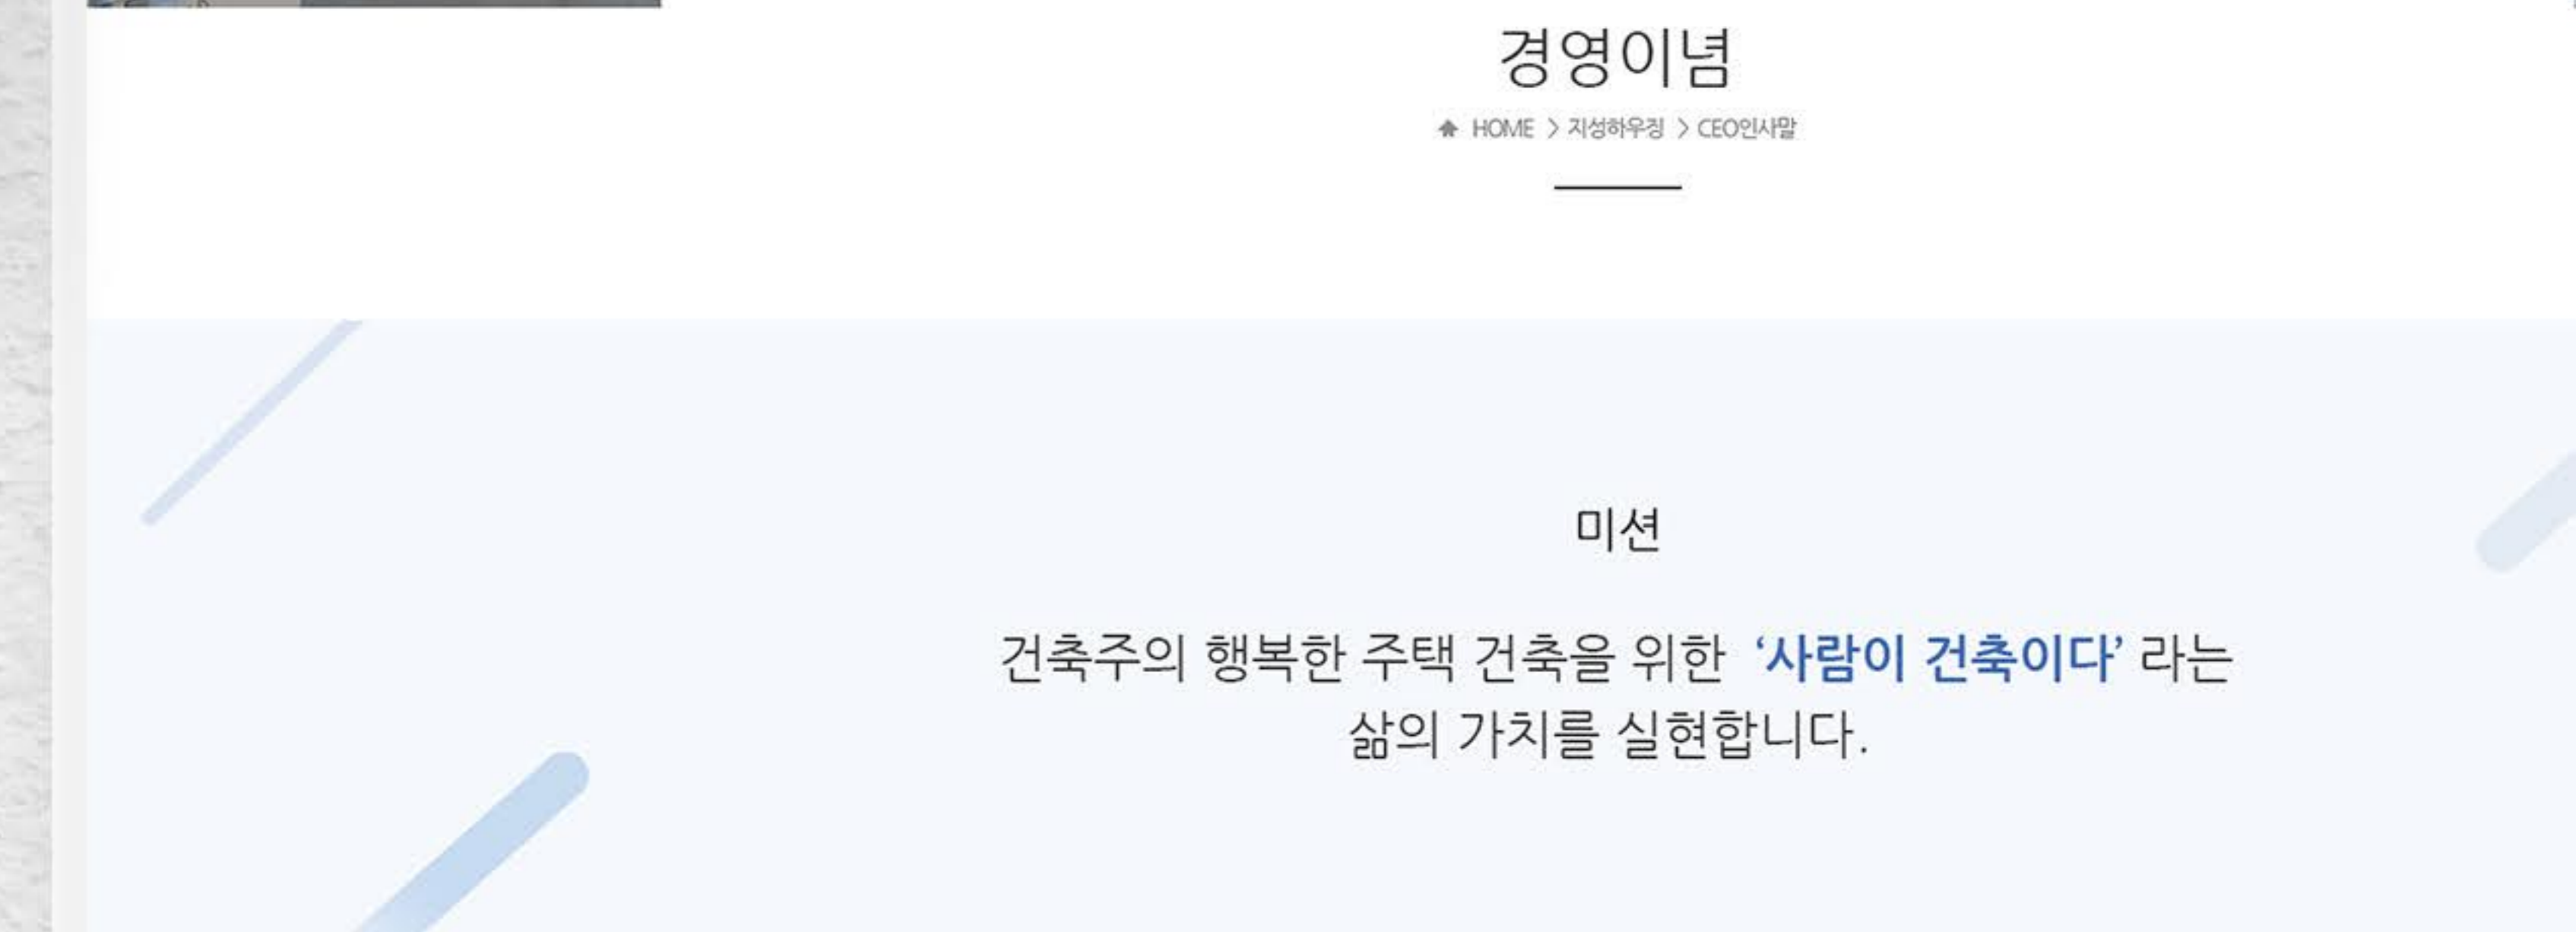 경영이념
HOME > 지성하우징 > CEO인사말
미션
건축주의 행복한 주택 건축을 위한 ‘사람이 건축이다’ 라는
삶의 가치를 실현합니다.